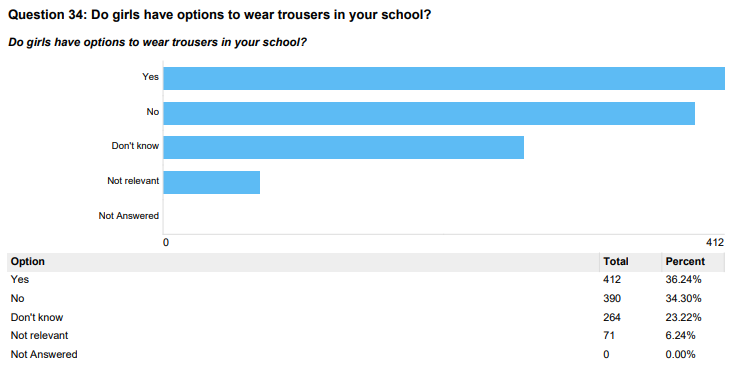 Question 34: Do girls have options to wear trousers in your school?
Do girls have options to wear trousers in your school?
Yes
No
Don't know
Not relevant
Not Answered
0 412
Option Total Percent
Yes 412 36.24%
No 390 34.30%
Don't know 264 23.22%
Not relevant 71 6.24%
Not Answered 0 0.00%